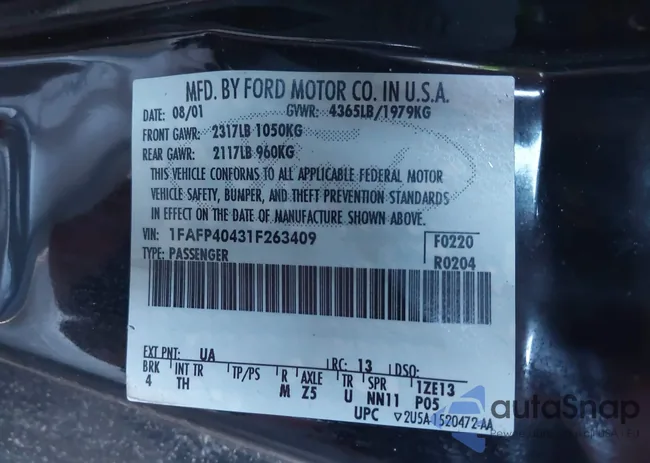 MFD. BY FORD MOTOR CO. IN U.S.A.
DATE: 08/01 GVWR: 4365LB/1979KG
FRONT GAWR: 2317LB 1050KG
REAR GAWR: 2117LB 960KG
THIS VEHICLE CONFORMS TO ALL APPLICABLE FEDERAL MOTOR
VEHICLE SAFETY, BUMPER, AND THEFT PREVENTION STANDARDS
IN EFFECT ON THE DATE OF MANUFACTURE SHOWN ABOVE.
VIN: 1FAFP40431F263409 F0220
TYPE: PASSENGER R0204
EXT PNT: UA RC: 13 DSO:
BRK INT TR TP/PS R AXLE TR SPR 1ZE13
4 TH M Z5 U NN11 P05
UPC ▽2U5A 1520472 AA
autoSnap